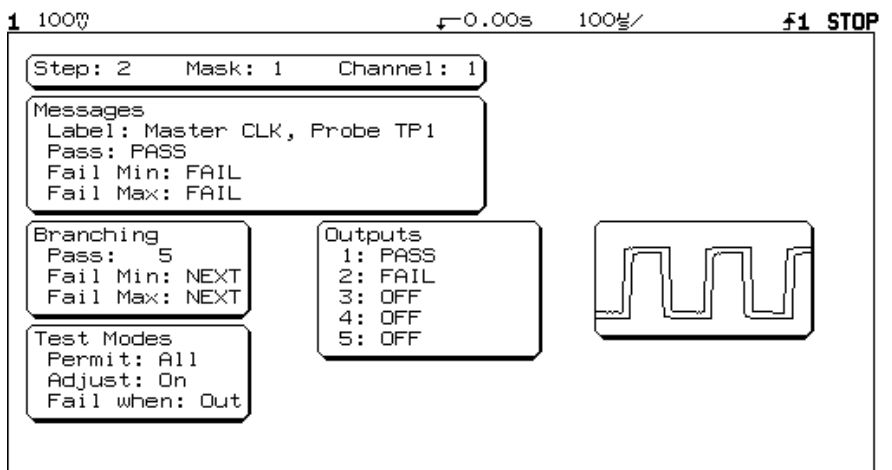 1 100m̲V 0.00s 100µs/ 1 STOP
Step: 2 Mask: 1 Channel: 1
Messages
Label: Master CLK, Probe TP1
Pass: PASS
Fail Min: FAIL
Fail Max: FAIL
Branching
Pass: 5
Fail Min: NEXT
Fail Max: NEXT
Outputs
1: PASS
2: FAIL
3: OFF
4: OFF
5: OFF
Test Modes
Permit: All
Adjust: On
Fail when: Out